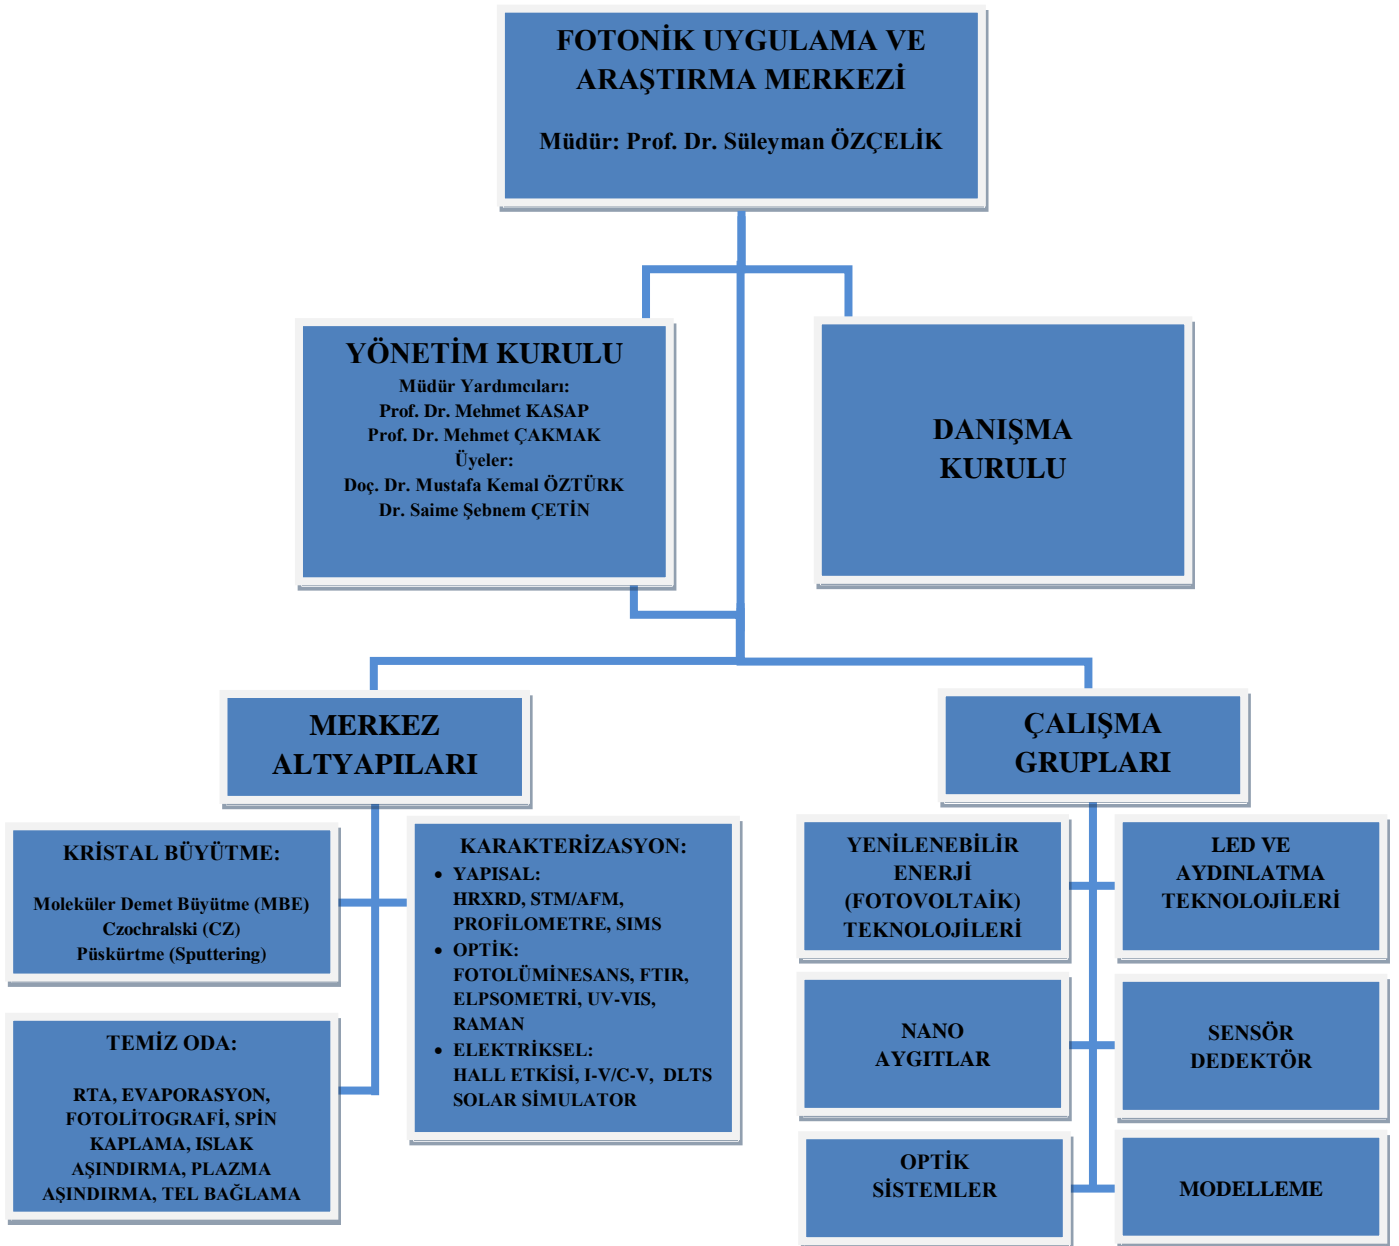 FOTONİK UYGULAMA VE
ARAŞTIRMA MERKEZİ
Müdür: Prof. Dr. Süleyman ÖZÇELİK
YÖNETİM KURULU
Müdür Yardımcıları:
Prof. Dr. Mehmet KASAP
Prof. Dr. Mehmet ÇAKMAK
Üyeler:
Doç. Dr. Mustafa Kemal ÖZTÜRK
Dr. Saime Şebnem ÇETİN
DANIŞMA
KURULU
MERKEZ
ALTYAPILARI
ÇALIŞMA
GRUPLARI
KRİSTAL BÜYÜTME:
Moleküler Demet Büyütme (MBE)
Czochralski (CZ)
Püskürtme (Sputtering)
TEMİZ ODA:
RTA, EVAPORASYON,
FOTOLİTOGRAFİ, SPİN
KAPLAMA, ISLAK
AŞINDIRMA, PLAZMA
AŞINDIRMA, TEL BAĞLAMA
KARAKTERİZASYON:
• YAPISAL:
HRXRD, STM/AFM,
PROFİLOMETRE, SIMS
• OPTİK:
FOTOLÜMİNESANS, FTIR,
ELPSOMETRİ, UV-VIS,
RAMAN
• ELEKTRİKSEL:
HALL ETKİSİ, I-V/C-V, DLTS
SOLAR SIMULATOR
YENİLENEBİLİR
ENERJİ
(FOTOVOLTAİK)
TEKNOLOJİLERİ
LED VE
AYDINLATMA
TEKNOLOJİLERİ
NANO
AYGITLAR
SENSÖR
DEDEKTÖR
OPTİK
SİSTEMLER
MODELLEME